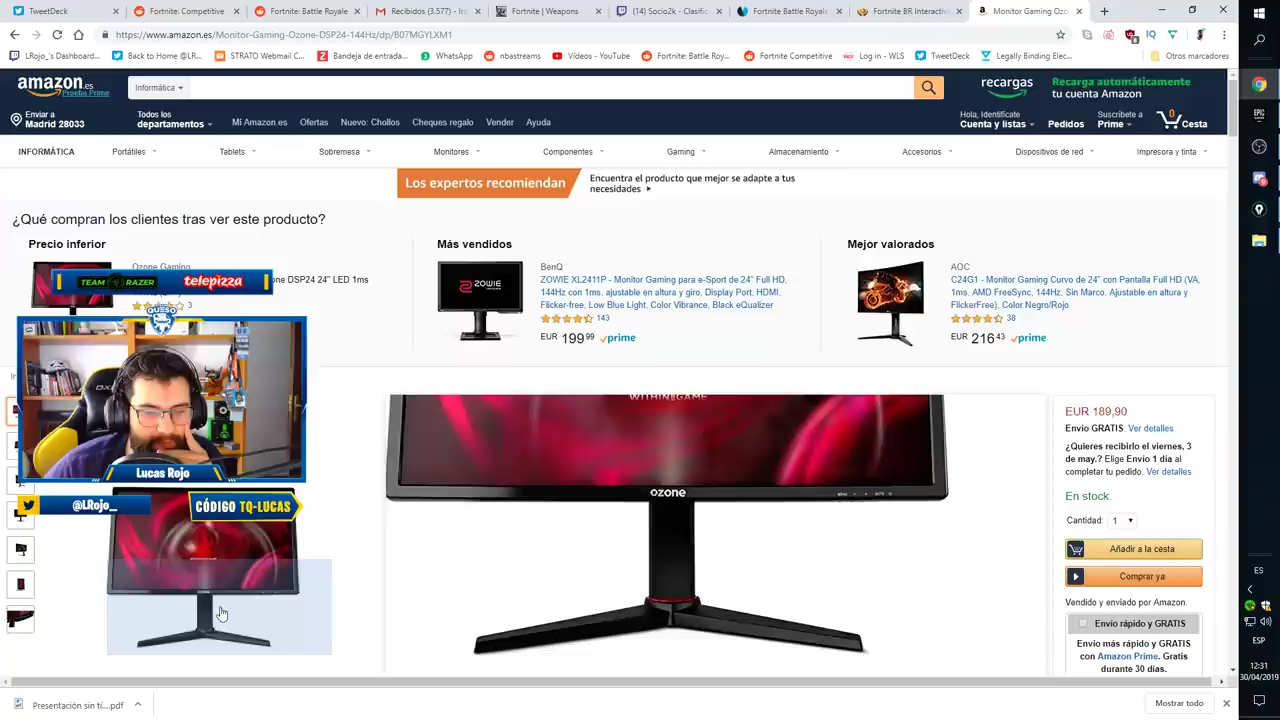 TweetDeck
Fortnite: Competitive
Fortnite: Battle Royale
Recibidos (3.577) - lro
Fortnite | Weapons
(14) Socio2k - Clasific
Fortnite Battle Royale
Fortnite BR Interactive
Monitor Gaming Ozo
https://www.amazon.es/Monitor-Gaming-Ozone-DSP24-144Hz/dp/B07MGYLXM1
LRojo_'s Dashboard
Back to Home @LR...
STRATO Webmail C...
Bandeja de entrada...
WhatsApp
nbastreams
Vídeos - YouTube
Fortnite: Battle Roy...
Fortnite Competitive
Log in - WLS
TweetDeck
Legally Binding Ele...
Otros marcadores
amazon.es
Prueba Prime
Informática
recargas
Recarga automáticamente
tu cuenta Amazon
Enviar a
Madrid 28033
Todos los
departamentos
Mi Amazon.es
Ofertas
Nuevo: Chollos
Cheques regalo
Vender
Ayuda
Hola, Identifícate
Cuenta y listas
Pedidos
Suscríbete a
Prime
0
Cesta
INFORMÁTICA
Portátiles
Tablets
Sobremesa
Monitores
Componentes
Gaming
Almacenamiento
Accesorios
Dispositivos de red
Impresora y tinta
Los expertos recomiendan
Encuentra el producto que mejor se adapte a tus
necesidades
¿Qué compran los clientes tras ver este producto?
Precio inferior
Ozone Gaming
ne DSP24 24" LED 1ms
3
Más vendidos
BenQ
ZOWIE XL2411P - Monitor Gaming para e-Sport de 24" Full HD,
144Hz con 1ms, ajustable en altura y giro, Display Port, HDMI,
Flicker-free, Low Blue Light, Color Vibrance, Black eQualizer
143
EUR 199 99 prime
Mejor valorados
AOC
C24G1 - Monitor Gaming Curvo de 24" con Pantalla Full HD (VA,
1ms, AMD FreeSync, 144Hz, Sin Marco, Ajustable en altura y
FlickerFree), Color Negro/Rojo
38
EUR 216 43 prime
ZOWIE
TEAM RAZER
telepizza
QUESO
Lucas Rojo
@LRojo_
CÓDIGO TQ-LUCAS
WITHIN THE GAME
ozone
EUR 189,90
Envío GRATIS. Ver detalles
¿Quieres recibirlo el viernes, 3
de may.? Elige Envío 1 día al
completar tu pedido. Ver detalles
En stock.
Cantidad: 1
Añadir a la cesta
Comprar ya
Vendido y enviado por Amazon.
Envío rápido y GRATIS
Envío más rápido y GRATIS
con Amazon Prime. Gratis
durante 30 días.
EPIC
ES
ESP
12:31
30/04/2019
Presentación sin tí....pdf
Mostrar todo